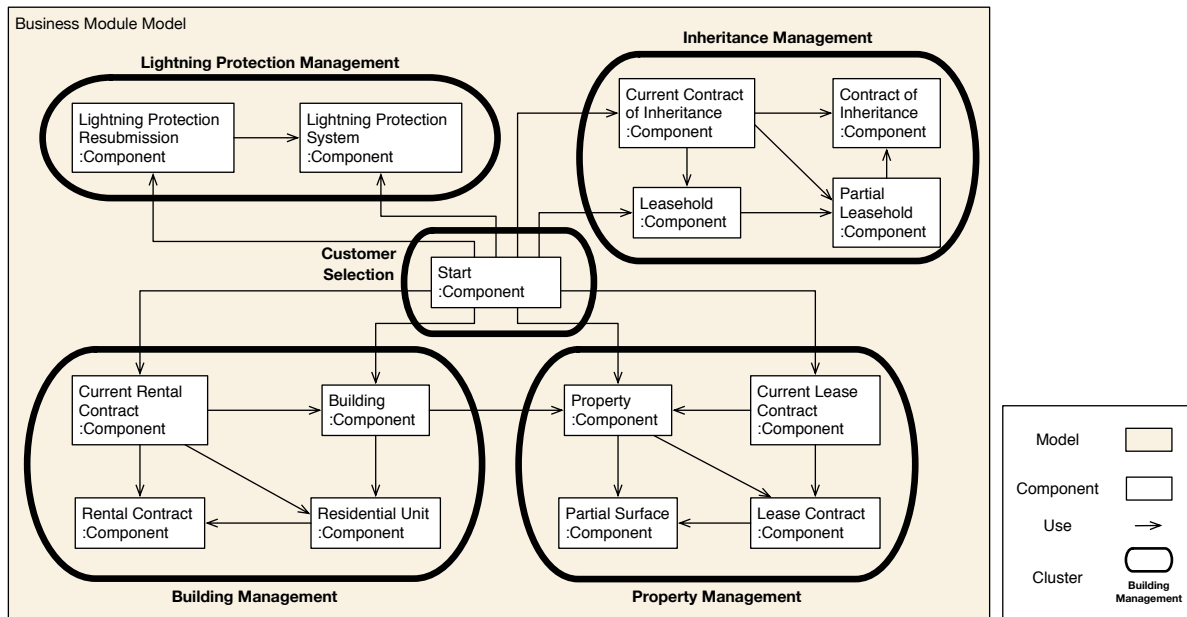 Business Module Model
Lightning Protection Management
Inheritance Management
Lightning Protection
Resubmission
:Component
Lightning Protection
System
:Component
Current Contract
of Inheritance
:Component
Contract of
Inheritance
:Component
Leasehold
:Component
Partial
Leasehold
:Component
Customer
Selection
Start
:Component
Current Rental
Contract
:Component
Building
:Component
Property
:Component
Current Lease
Contract
:Component
Rental Contract
:Component
Residential Unit
:Component
Partial Surface
:Component
Lease Contract
:Component
Building Management
Property Management
Model
Component
Use
Cluster
Building
Management